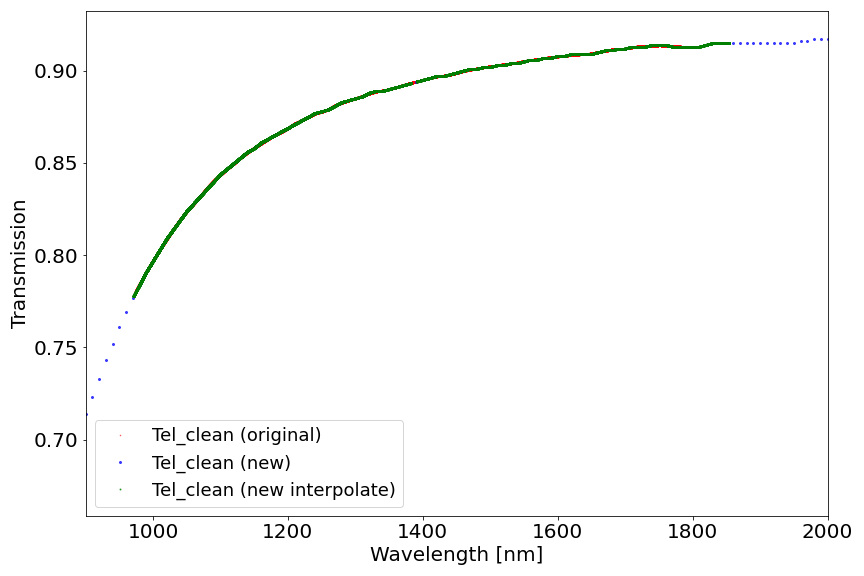 0.90
0.85
0.80
0.75
0.70
Transmission
Tel_clean (original)
Tel_clean (new)
Tel_clean (new interpolate)
1000 1200 1400 1600 1800 2000
Wavelength [nm]